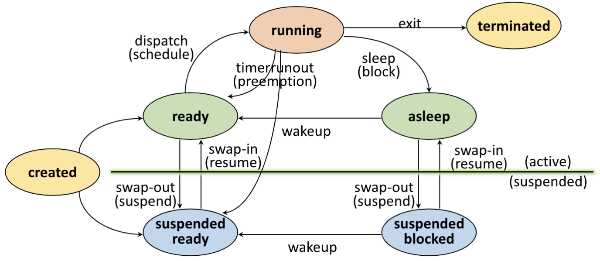 running
exit
terminated
dispatch
(schedule)
timerrunout
(preemption)
sleep
(block)
ready
asleep
wakeup
swap-in
(resume)
swap-in
(resume)
(active)
created
(suspended)
swap-out
(suspend)
swap-out
(suspend)
suspended
ready
suspended
blocked
wakeup